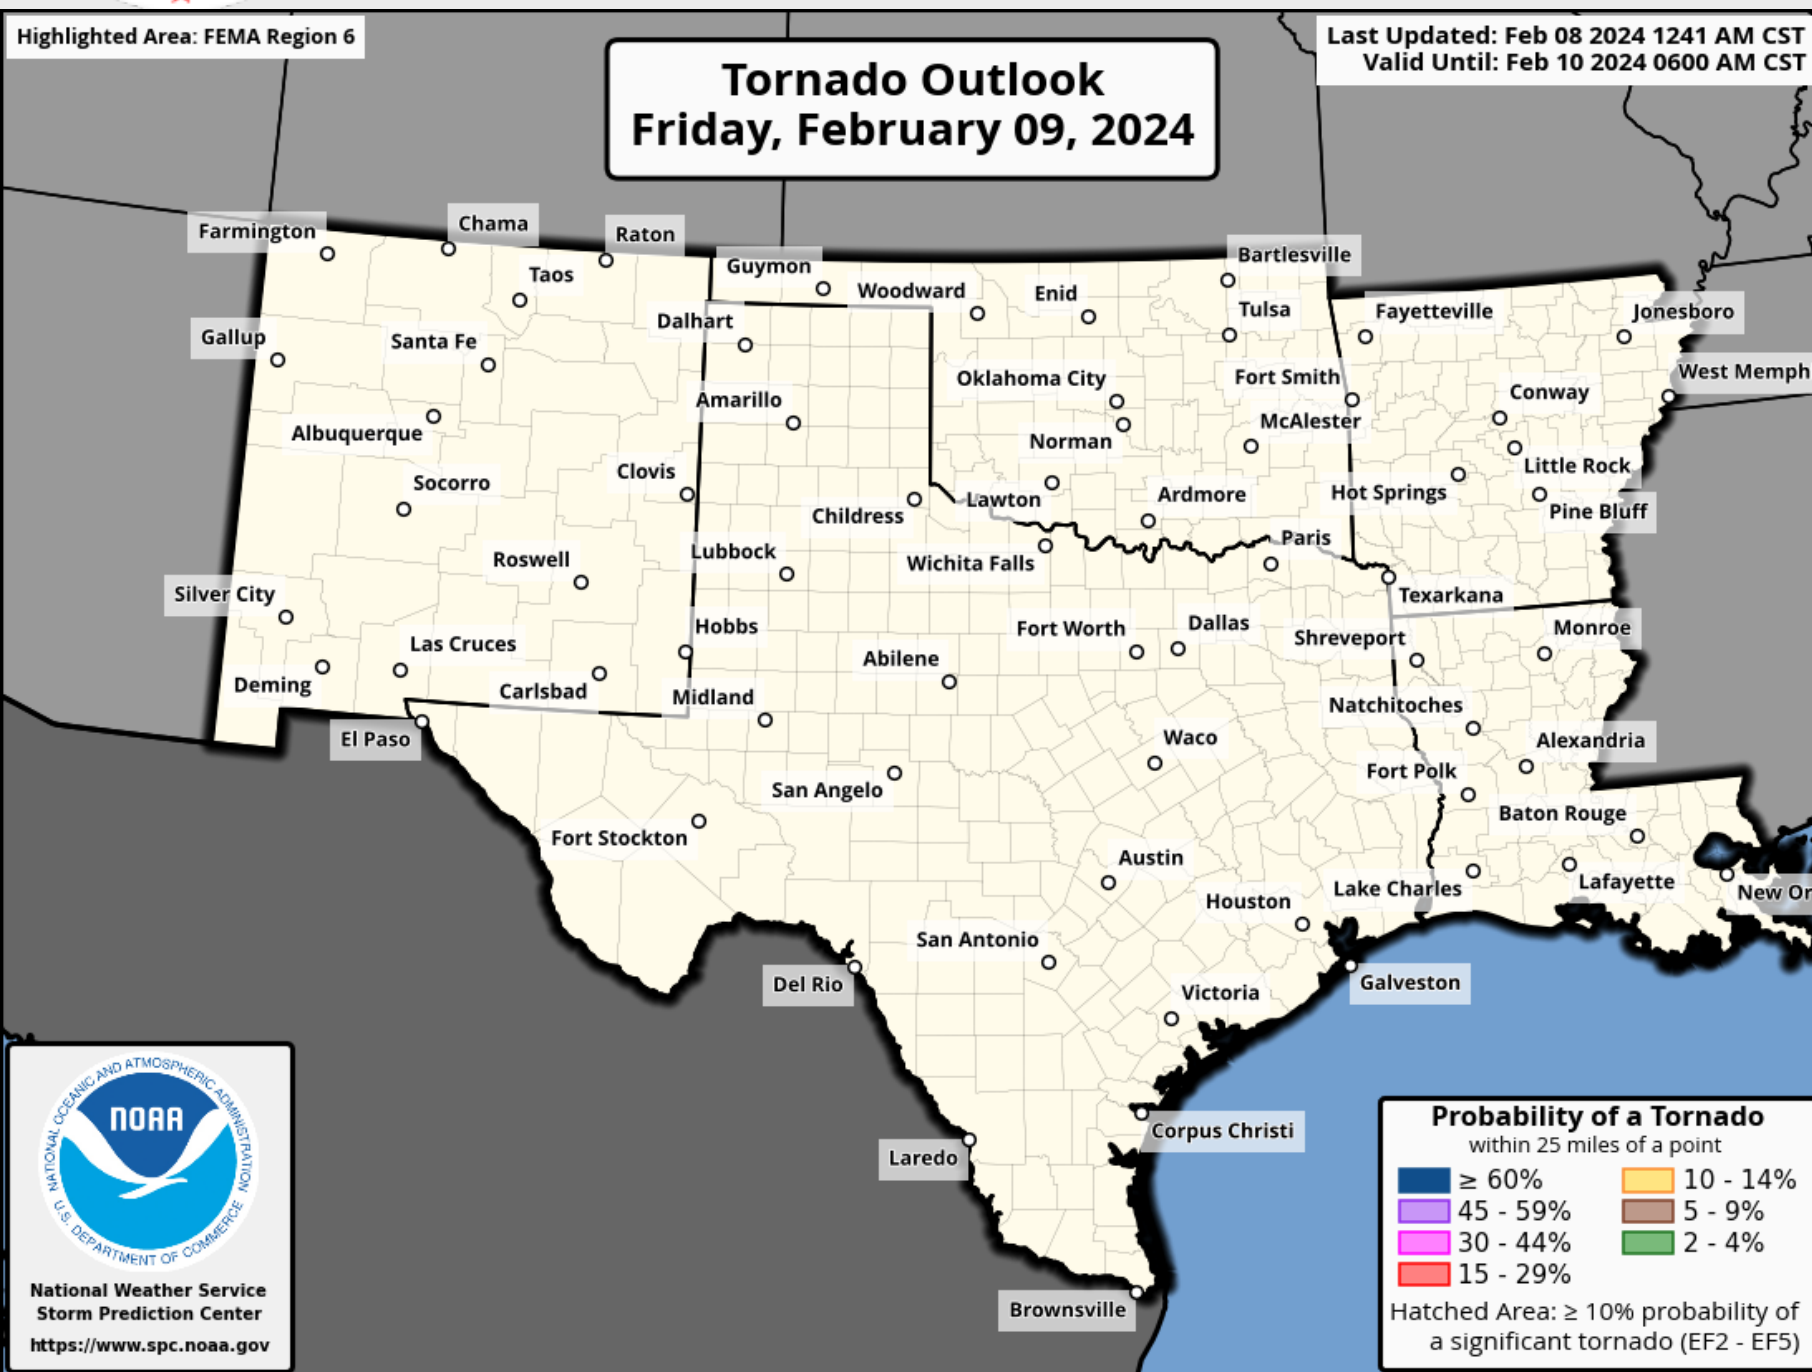 Highlighted Area: FEMA Region 6
Last Updated: Feb 08 2024 1241 AM CST
Valid Until: Feb 10 2024 0600 AM CST
Tornado Outlook
Friday, February 09, 2024
Farmington
Chama
Raton
Taos
Guymon
Woodward
Enid
Bartlesville
Tulsa
Fayetteville
Jonesboro
Gallup
Santa Fe
Dalhart
Oklahoma City
Fort Smith
Conway
West Memph
Amarillo
Albuquerque
Norman
McAlester
Little Rock
Socorro
Clovis
Childress
Lawton
Ardmore
Hot Springs
Pine Bluff
Roswell
Lubbock
Wichita Falls
Paris
Texarkana
Silver City
Las Cruces
Hobbs
Fort Worth
Dallas
Shreveport
Monroe
Abilene
Deming
Carlsbad
Midland
Natchitoches
El Paso
Waco
Alexandria
San Angelo
Fort Polk
Fort Stockton
Baton Rouge
Austin
Houston
Lake Charles
Lafayette
New Or
San Antonio
Del Rio
Victoria
Galveston
Corpus Christi
Laredo
Brownsville
NATIONAL OCEANIC AND ATMOSPHERIC ADMINISTRATION
NOAA
U.S. DEPARTMENT OF COMMERCE
National Weather Service
Storm Prediction Center
https://www.spc.noaa.gov
Probability of a Tornado
within 25 miles of a point
≥ 60%
10 - 14%
45 - 59%
5 - 9%
30 - 44%
2 - 4%
15 - 29%
Hatched Area: ≥ 10% probability of
a significant tornado (EF2 - EF5)